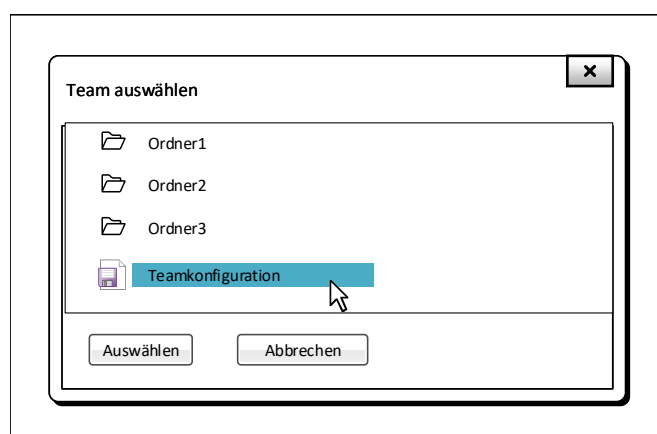 Team auswählen
Ordner1
Ordner2
Ordner3
Teamkonfiguration
Auswählen Abbrechen